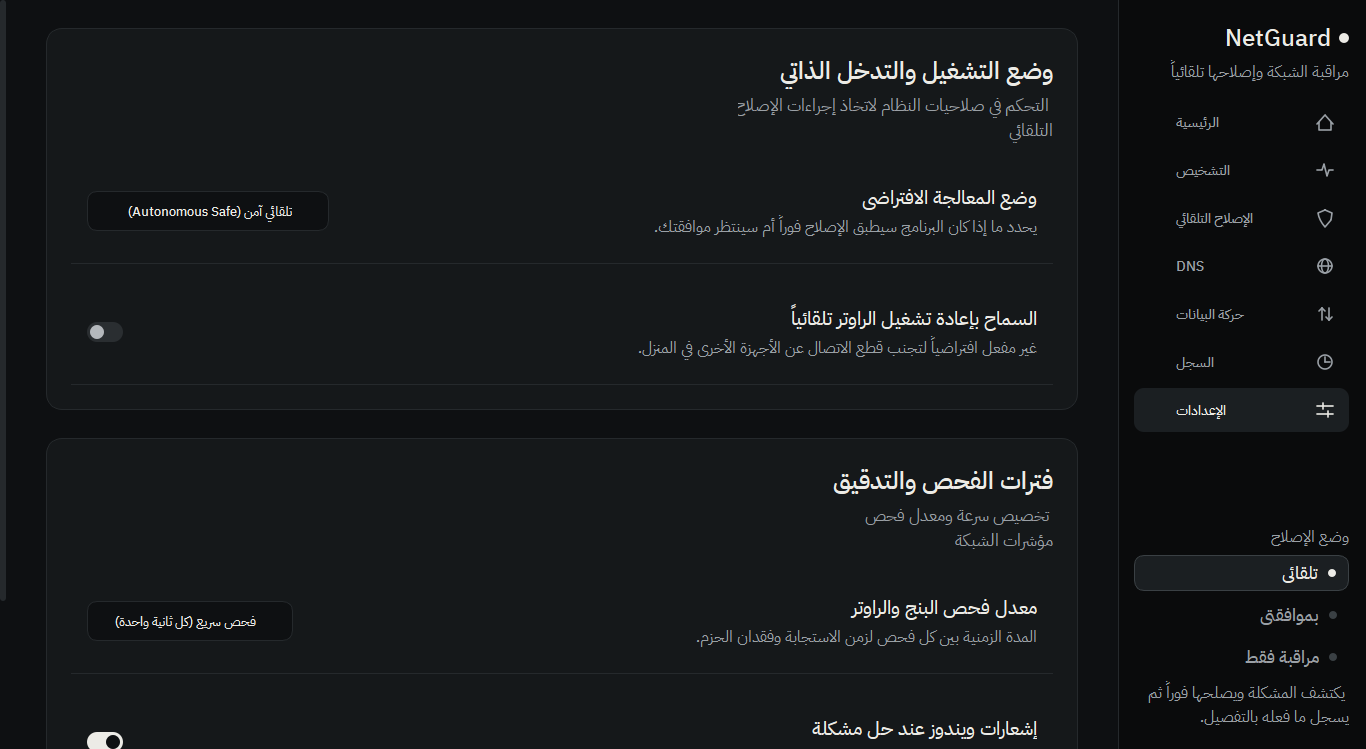 NetGuard
مراقبة الشبكة وإصلاحها تلقائياً
الرئيسية
التشخيص
الإصلاح التلقائي
DNS
حركة البيانات
السجل
الإعدادات
وضع الإصلاح
تلقائي
بموافقتي
مراقبة فقط
يكتشف المشكلة ويصلحها فوراً ثم
يسجل ما فعله بالتفصيل.
وضع التشغيل والتدخل الذاتي
التحكم في صلاحيات النظام لاتخاذ إجراءات الإصلاح
التلقائي
وضع المعالجة الافتراضي
يحدد ما إذا كان البرنامج سيطبق الإصلاح فوراً أم سينتظر موافقتك.
تلقائي آمن (Autonomous Safe)
السماح بإعادة تشغيل الراوتر تلقائياً
غير مفعل افتراضياً لتجنب قطع الاتصال عن الأجهزة الأخرى في المنزل.
فترات الفحص والتدقيق
تخصيص سرعة ومعدل فحص
مؤشرات الشبكة
معدل فحص البنج والراوتر
المدة الزمنية بين كل فحص لزمن الاستجابة وفقدان الحزم.
فحص سريع (كل ثانية واحدة)
إشعارات ويندوز عند حل مشكلة